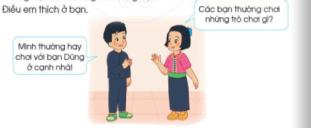 Điều em thích ở bạn.
Các bạn thường chơi
những trò chơi gì?
Mình thường hay
chơi với bạn Dũng
ở cạnh nhà!